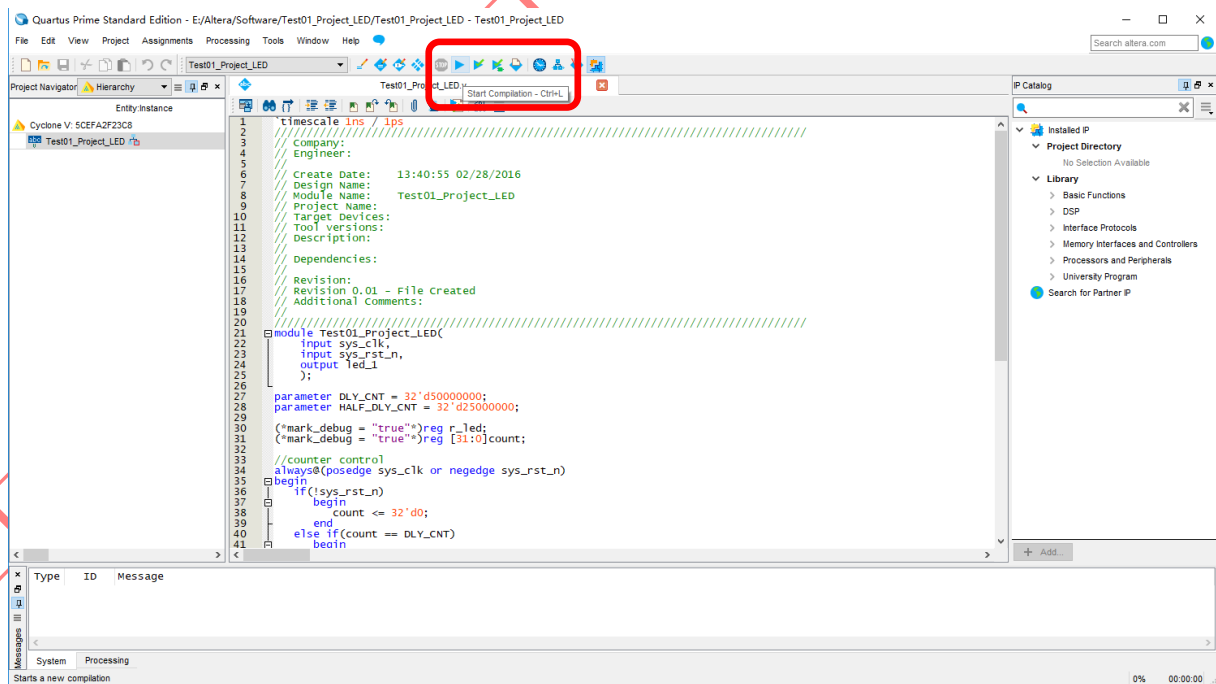 Quartus Prime Standard Edition - E:/Altera/Software/Test01_Project_LED/Test01_Project_LED - Test01_Project_LED
File Edit View Project Assignments Processing Tools Window Help
Search altera.com
Test01_Project_LED
Project Navigator Hierarchy
Entity:Instance
Cyclone V: 5CEFA2F23C8
Test01_Project_LED
Test01_Project_LED.v
Start Compilation - Ctrl+L
1 `timescale 1ns / 1ps
2 //////////////////////////////////////////////////////////////////////////////////
3 // Company:
4 // Engineer:
5 //
6 // Create Date:    13:40:55 02/28/2016
7 // Design Name:
8 // Module Name:    Test01_Project_LED
9 // Project Name:
10 // Target Devices:
11 // Tool versions:
12 // Description:
13 //
14 // Dependencies:
15 //
16 // Revision:
17 // Revision 0.01 - File Created
18 // Additional Comments:
19 //
20 //////////////////////////////////////////////////////////////////////////////////
21 module Test01_Project_LED(
22 input sys_clk,
23 input sys_rst_n,
24 output led_1
25 );
26
27 parameter DLY_CNT = 32'd50000000;
28 parameter HALF_DLY_CNT = 32'd25000000;
29
30 (*mark_debug = "true"*)reg r_led;
31 (*mark_debug = "true"*)reg [31:0]count;
32
33 //counter control
34 always@(posedge sys_clk or negedge sys_rst_n)
35 begin
36 if(!sys_rst_n)
37 begin
38 count <= 32'd0;
39 end
40 else if(count == DLY_CNT)
41 begin
IP Catalog
Installed IP
Project Directory
No Selection Available
Library
Basic Functions
DSP
Interface Protocols
Memory Interfaces and Controllers
Processors and Peripherals
University Program
Search for Partner IP
+ Add...
Type ID Message
Messages
System Processing
Starts a new compilation
0% 00:00:00